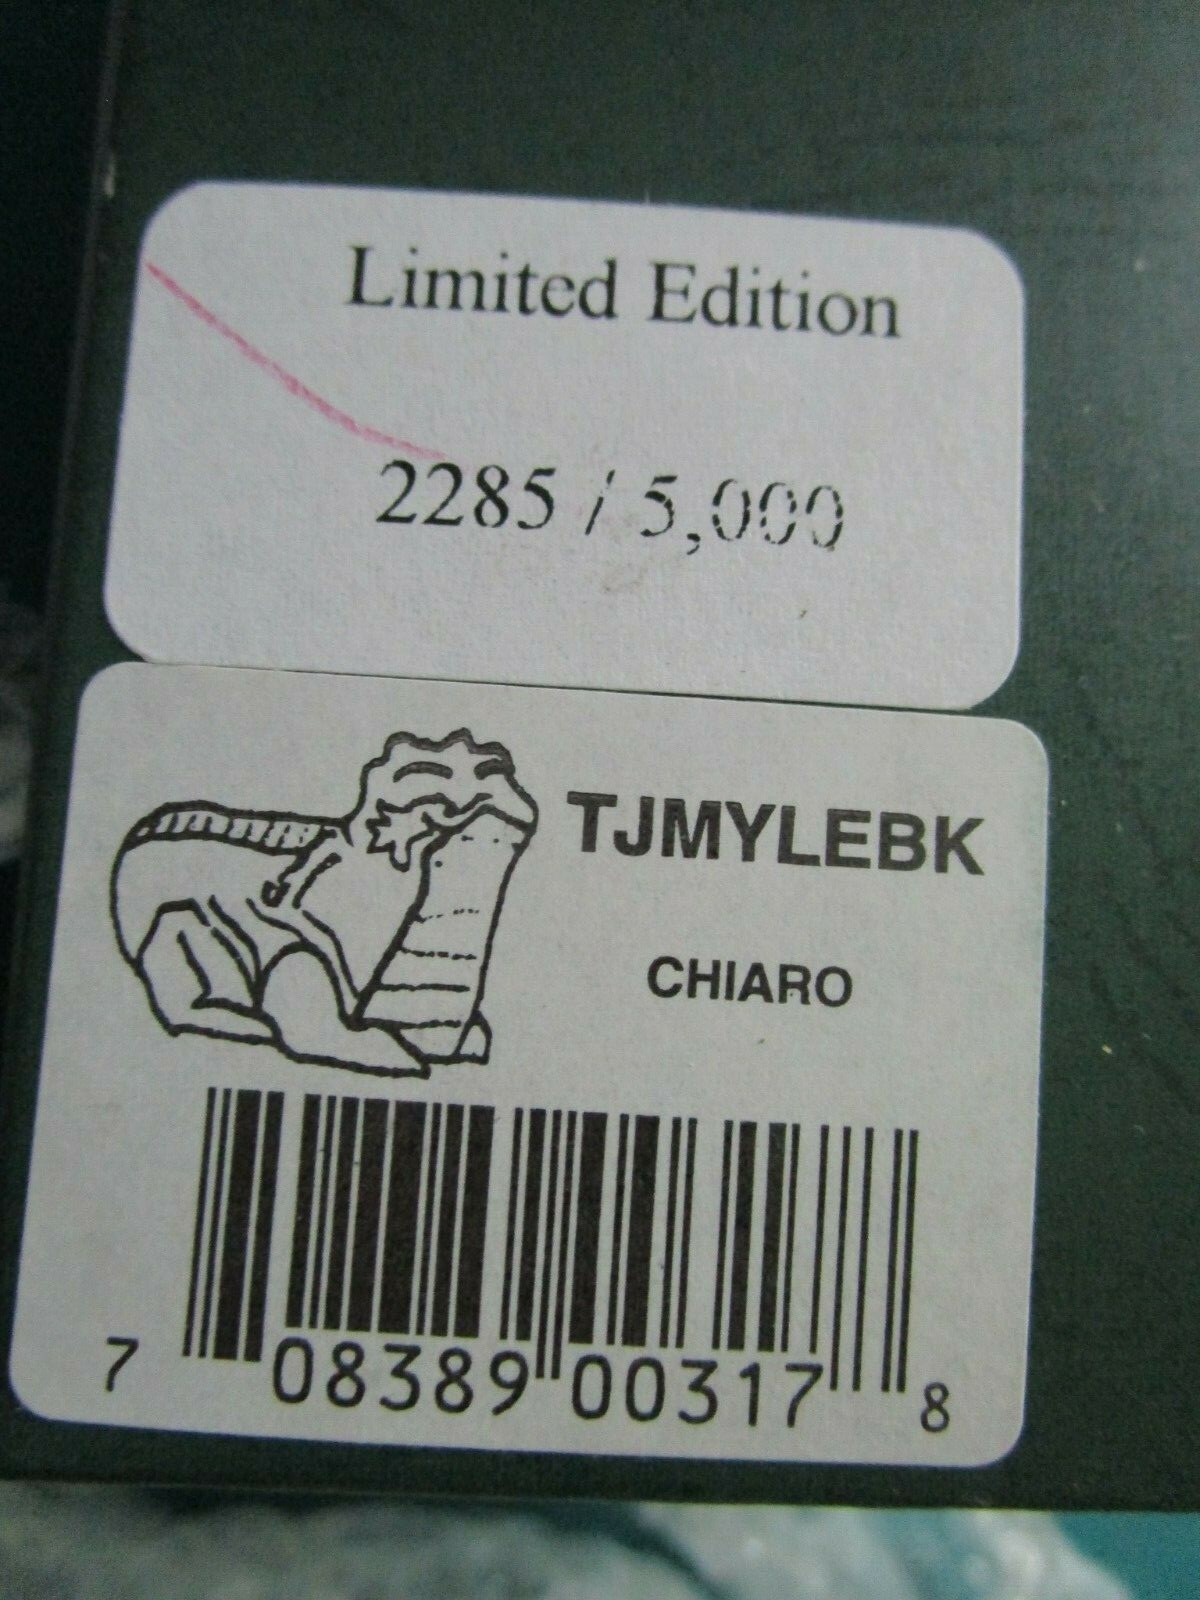 Limited Edition
2285 / 5,000
TJMYLEBK
CHIARO
7 08389 00317 8